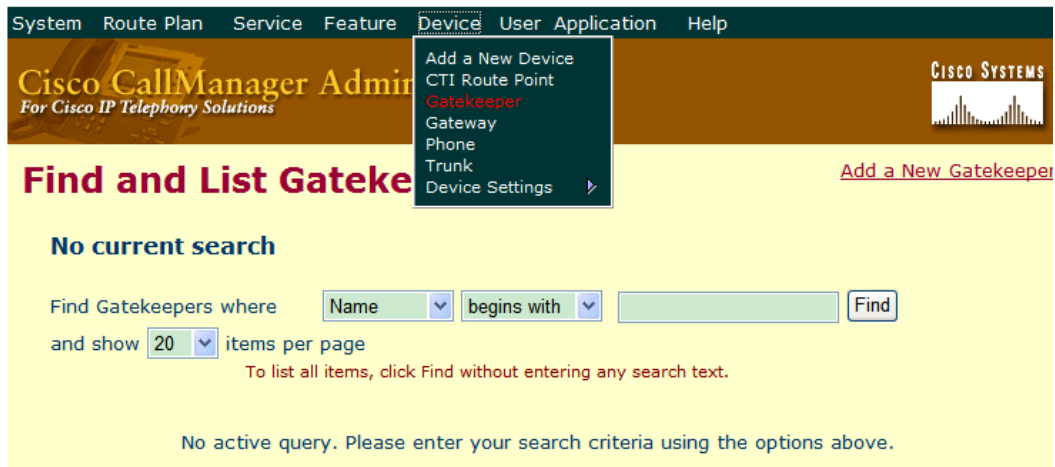 System Route Plan Service Feature Device User Application Help
Add a New Device
CTI Route Point
Gatekeeper
Gateway
Phone
Trunk
Device Settings
Cisco CallManager Admin
For Cisco IP Telephony Solutions
CISCO SYSTEMS
Find and List Gateke
Add a New Gatekeeper
No current search
Find Gatekeepers where Name begins with Find
and show 20 items per page
To list all items, click Find without entering any search text.
No active query. Please enter your search criteria using the options above.